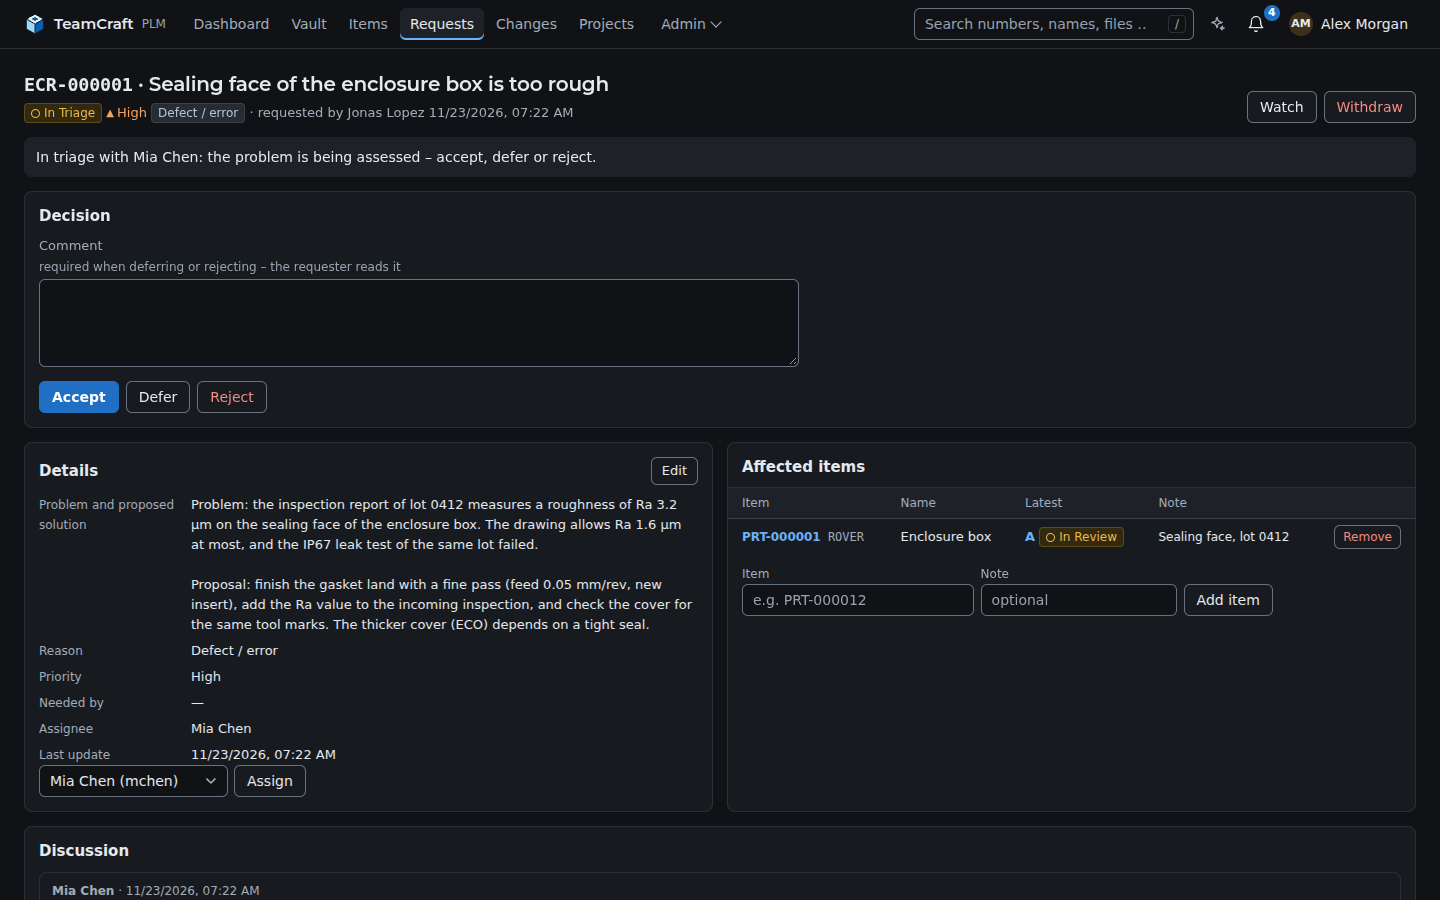 TeamCraft PLM Dashboard Vault Items Requests Changes Projects Admin Search numbers, names, files .. / 4 AM Alex Morgan
ECR-000001 · Sealing face of the enclosure box is too rough
In Triage ▲ High Defect / error · requested by Jonas Lopez 11/23/2026, 07:22 AM
Watch Withdraw
In triage with Mia Chen: the problem is being assessed – accept, defer or reject.
Decision
Comment
required when deferring or rejecting – the requester reads it
Accept Defer Reject
Details Edit
Problem and proposed solution
Problem: the inspection report of lot 0412 measures a roughness of Ra 3.2
µm on the sealing face of the enclosure box. The drawing allows Ra 1.6 µm
at most, and the IP67 leak test of the same lot failed.
Proposal: finish the gasket land with a fine pass (feed 0.05 mm/rev, new
insert), add the Ra value to the incoming inspection, and check the cover for
the same tool marks. The thicker cover (ECO) depends on a tight seal.
Reason Defect / error
Priority High
Needed by —
Assignee Mia Chen
Last update 11/23/2026, 07:22 AM
Mia Chen (mchen) Assign
Affected items
Item Name Latest Note
PRT-000001 ROVER Enclosure box A In Review Sealing face, lot 0412 Remove
Item Note
e.g. PRT-000012 optional Add item
Discussion
Mia Chen · 11/23/2026, 07:22 AM